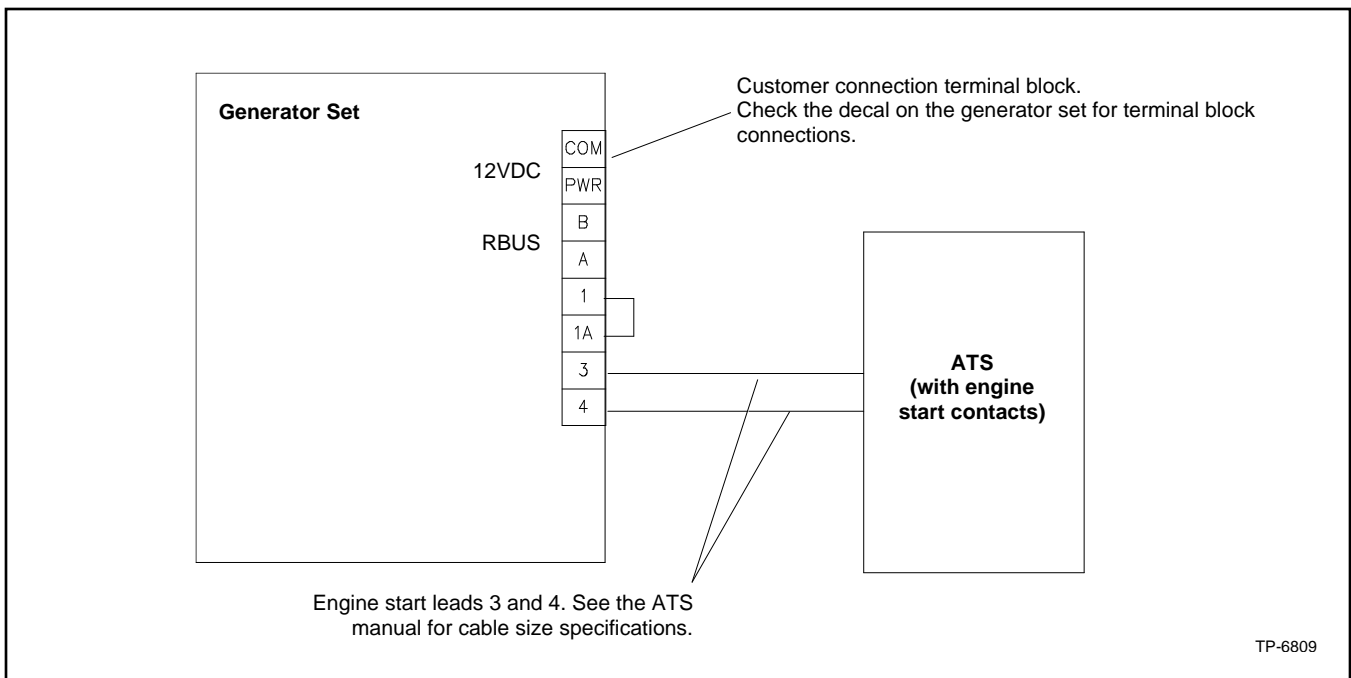 Generator Set
Customer connection terminal block.
Check the decal on the generator set for terminal block
connections.
12VDC
COM
PWR
RBUS
B
A
1
1A
3
4
ATS
(with engine
start contacts)
Engine start leads 3 and 4. See the ATS
manual for cable size specifications.
TP-6809